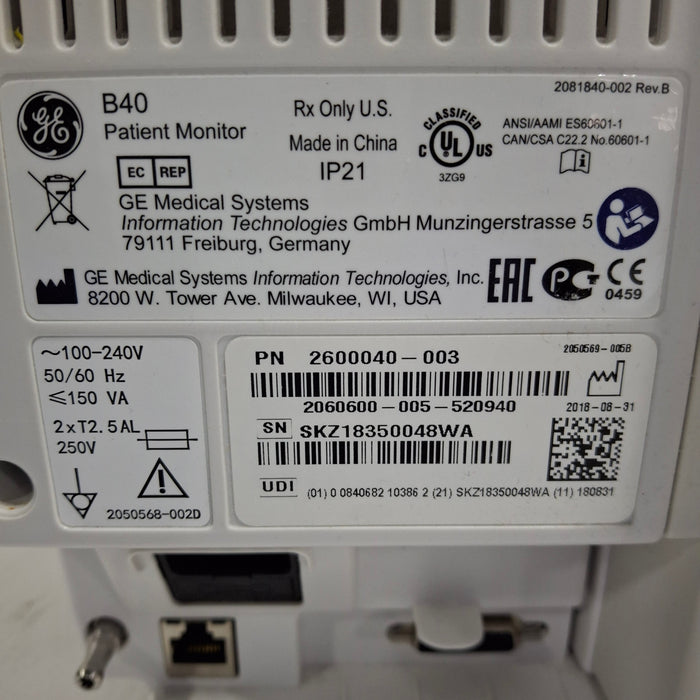 2081840-002 Rev.B
GE
B40
Patient Monitor
Rx Only U.S.
Made in China
IP21
CLASSIFIED
C UL US
3ZG9
ANSI/AAMI ES60601-1
CAN/CSA C22.2 No.60601-1
EC REP
GE Medical Systems
Information Technologies GmbH Munzingerstrasse 5
79111 Freiburg, Germany
GE Medical Systems Information Technologies, Inc.
8200 W. Tower Ave. Milwaukee, WI, USA
EAC
CE
0459
~100-240V
50/60 Hz
≤150 VA
2xT2.5AL
250V
2050568-002D
PN 2600040-003
2050569-005B
2060600-005-520940
2018-08-31
SN SKZ18350048WA
UDI (01) 0 0840682 10386 2 (21) SKZ18350048WA (11) 180831